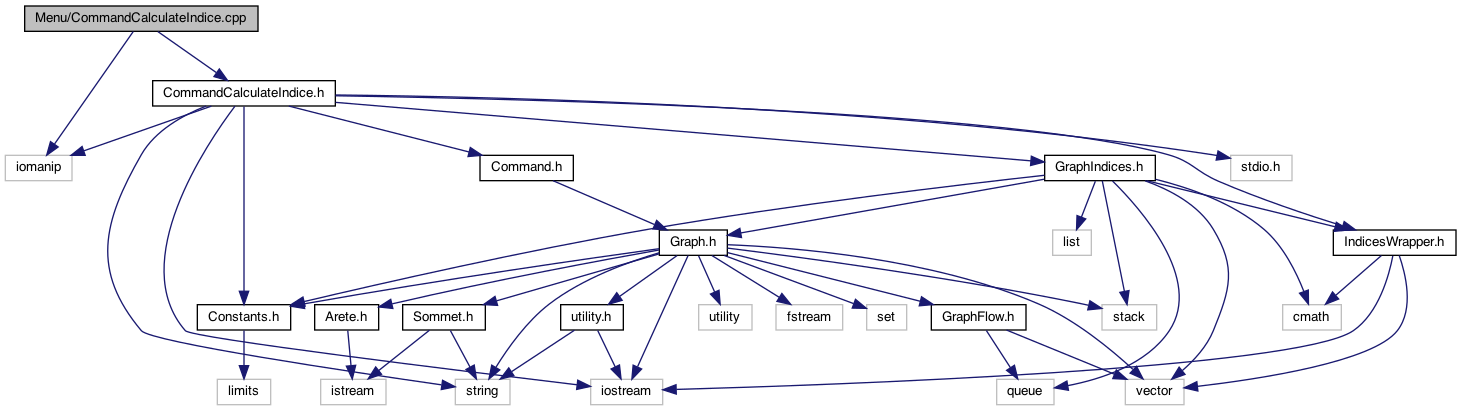 Menu/CommandCalculateIndice.cpp
CommandCalculateIndice.h
iomanip
Command.h
GraphIndices.h
stdio.h
Graph.h
list
IndicesWrapper.h
Constants.h
Arete.h
Sommet.h
utility.h
utility
fstream
set
GraphFlow.h
stack
cmath
limits
istream
string
iostream
queue
vector